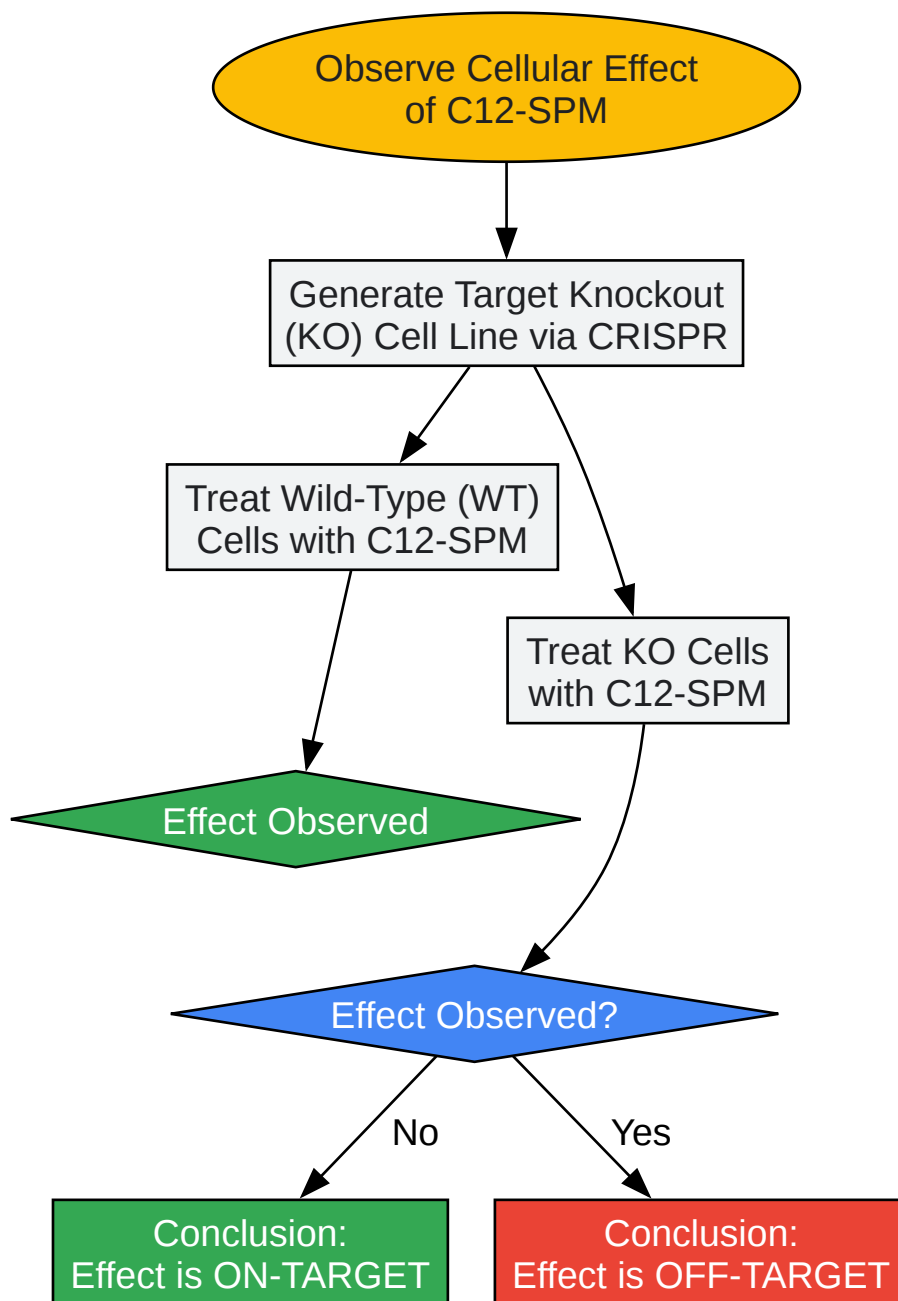 Observe Cellular Effect
of C12-SPM
Generate Target Knockout
(KO) Cell Line via CRISPR
Treat Wild-Type (WT)
Cells with C12-SPM
Treat KO Cells
with C12-SPM
Effect Observed
Effect Observed?
No
Yes
Conclusion:
Effect is ON-TARGET
Conclusion:
Effect is OFF-TARGET